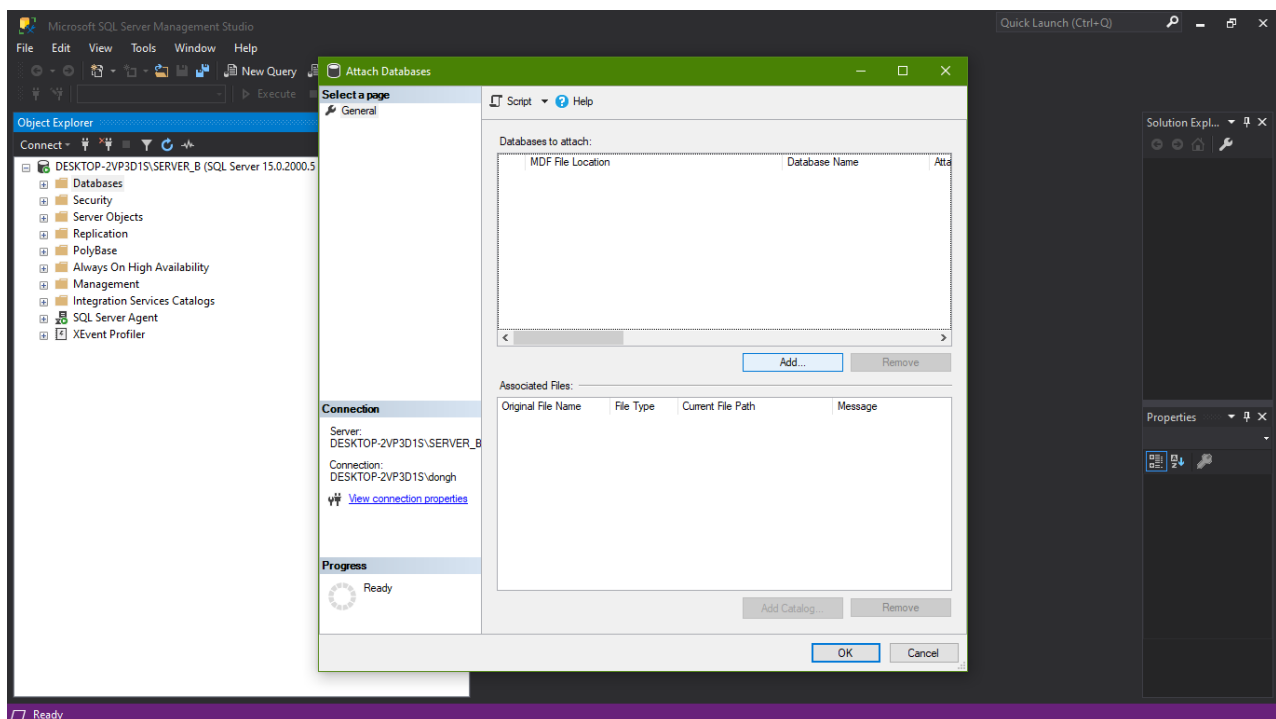 Microsoft SQL Server Management Studio
Quick Launch (Ctrl+Q)
File Edit View Tools Window Help
New Query
Execute
Object Explorer
Connect
DESKTOP-2VP3D1S\SERVER_B (SQL Server 15.0.2000.5
Databases
Security
Server Objects
Replication
PolyBase
Always On High Availability
Management
Integration Services Catalogs
SQL Server Agent
XEvent Profiler
Attach Databases
Select a page
General
Script Help
Databases to attach:
MDF File Location Database Name Atta
Add... Remove
Associated Files:
Original File Name File Type Current File Path Message
Connection
Server:
DESKTOP-2VP3D1S\SERVER_B
Connection:
DESKTOP-2VP3D1S\dongh
View connection properties
Progress
Ready
Add Catalog... Remove
OK Cancel
Solution Expl...
Properties
Ready